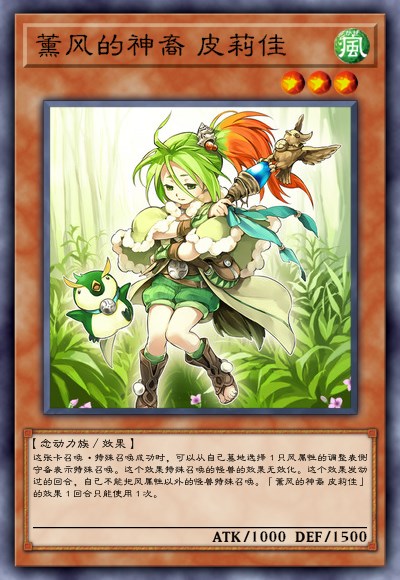 薰风的神裔 皮莉佳
風
【念动力族／效果】
这张卡召唤·特殊召唤成功时，可以从自己墓地选择1只风属性的调整表侧
守备表示特殊召唤。这个效果特殊召唤的怪兽的效果无效化。这个效果发动
过的回合，自己不能把风属性以外的怪兽特殊召唤。「薰风的神裔 皮莉佳」
的效果1回合只能使用1次。
ATK/1000 DEF/1500